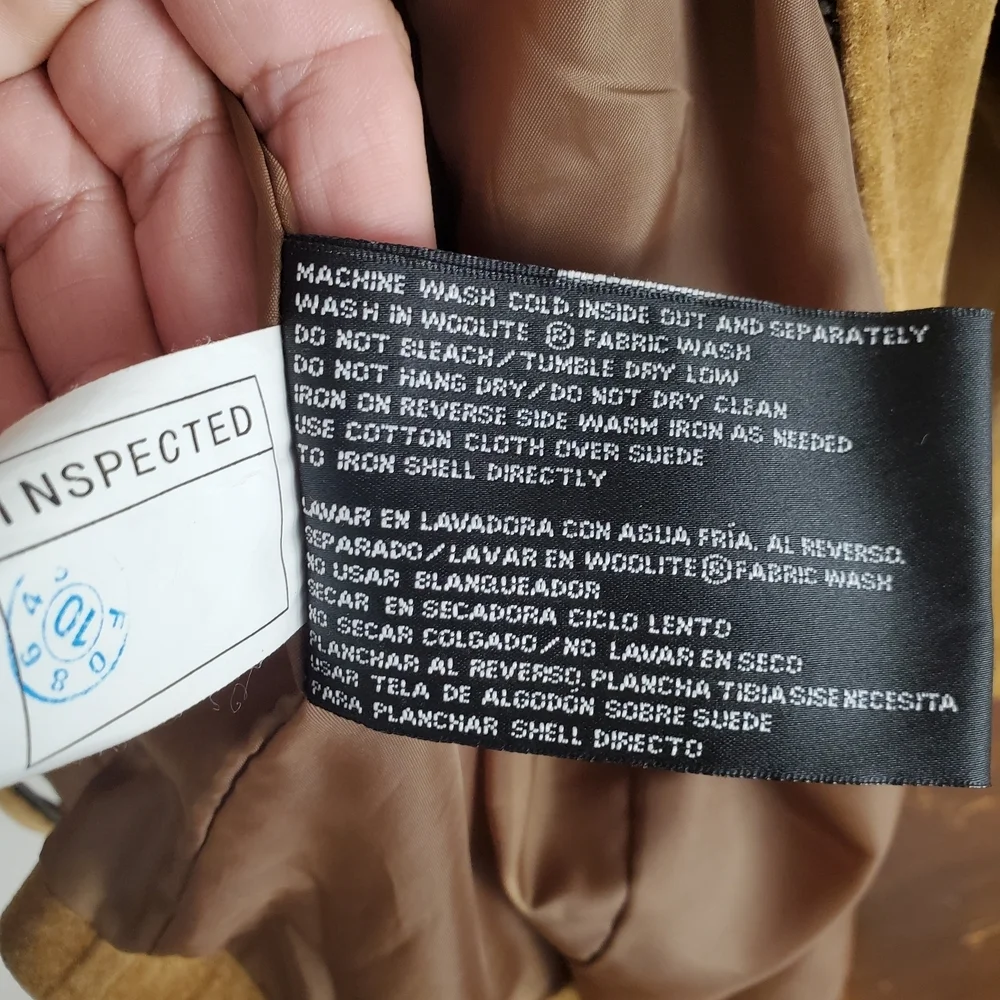 MACHINE WASH COLD INSIDE OUT AND SEPARATELY
WASH IN WOOLITE ® FABRIC WASH
DO NOT BLEACH/TUMBLE DRY LOW
DO NOT HANG DRY/DO NOT DRY CLEAN
IRON ON REVERSE SIDE WARM IRON AS NEEDED
USE COTTON CLOTH OVER SUEDE
TO IRON SHELL DIRECTLY
LAVAR EN LAVADORA CON AGUA FRÍA, AL REVERSO,
SEPARADO/LAVAR EN WOOLITE ® FABRIC WASH
NO USAR BLANQUEADOR
SECAR EN SECADORA CICLO LENTO
NO SECAR COLGADO/NO LAVAR EN SECO
PLANCHAR AL REVERSO, PLANCHA TIBIA SI SE NECESITA
USAR TELA DE ALGODÓN SOBRE SUEDE
PARA PLANCHAR SHELL DIRECTO
INSPECTED
10